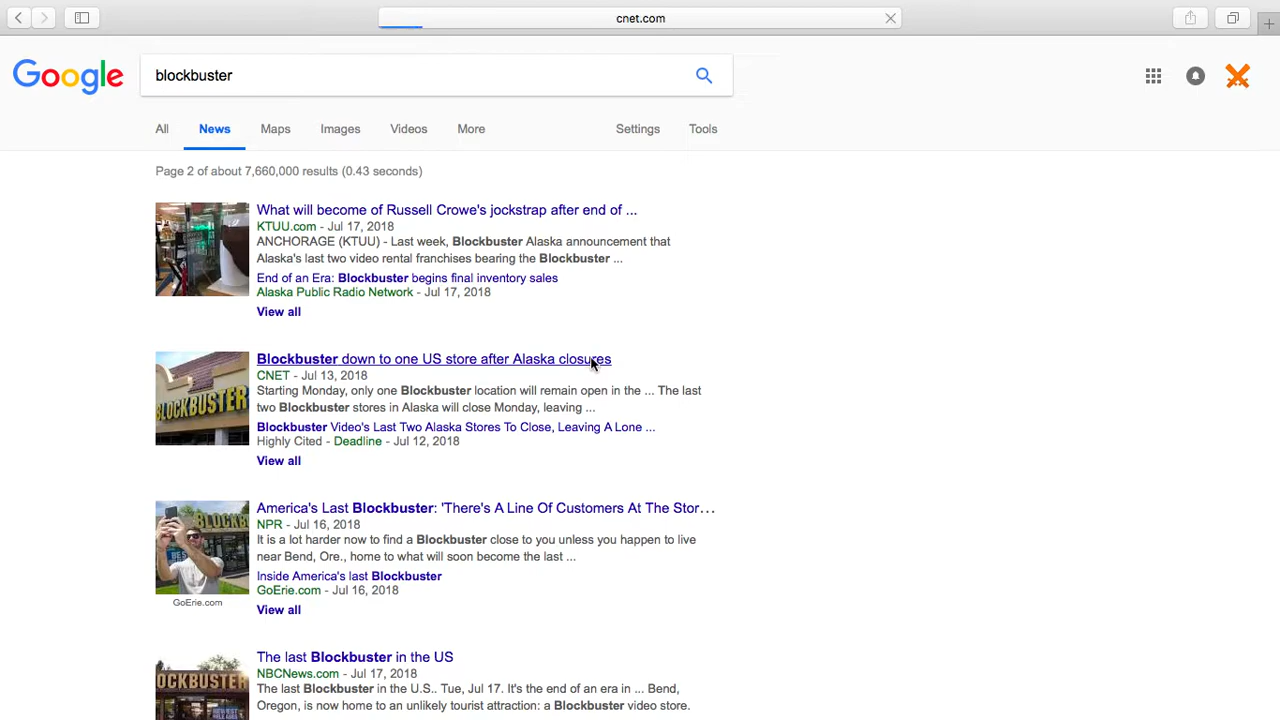 cnet.com
Google
blockbuster
All News Maps Images Videos More Settings Tools
Page 2 of about 7,660,000 results (0.43 seconds)
What will become of Russell Crowe's jockstrap after end of ...
KTUU.com - Jul 17, 2018
ANCHORAGE (KTUU) - Last week, Blockbuster Alaska announcement that
Alaska's last two video rental franchises bearing the Blockbuster ...
End of an Era: Blockbuster begins final inventory sales
Alaska Public Radio Network - Jul 17, 2018
View all
BLOCKBUSTER
Blockbuster down to one US store after Alaska closures
CNET - Jul 13, 2018
Starting Monday, only one Blockbuster location will remain open in the ... The last
two Blockbuster stores in Alaska will close Monday, leaving ...
Blockbuster Video's Last Two Alaska Stores To Close, Leaving A Lone ...
Highly Cited - Deadline - Jul 12, 2018
View all
America's Last Blockbuster: 'There's A Line Of Customers At The Stor...
NPR - Jul 16, 2018
It is a lot harder now to find a Blockbuster close to you unless you happen to live
near Bend, Ore., home to what will soon become the last ...
Inside America's last Blockbuster
GoErie.com - Jul 16, 2018
GoErie.com
View all
The last Blockbuster in the US
NBCNews.com - Jul 17, 2018
The last Blockbuster in the U.S.. Tue, Jul 17. It's the end of an era in ... Bend,
Oregon, is now home to an unlikely tourist attraction: a Blockbuster video store.
OCKBUSTER